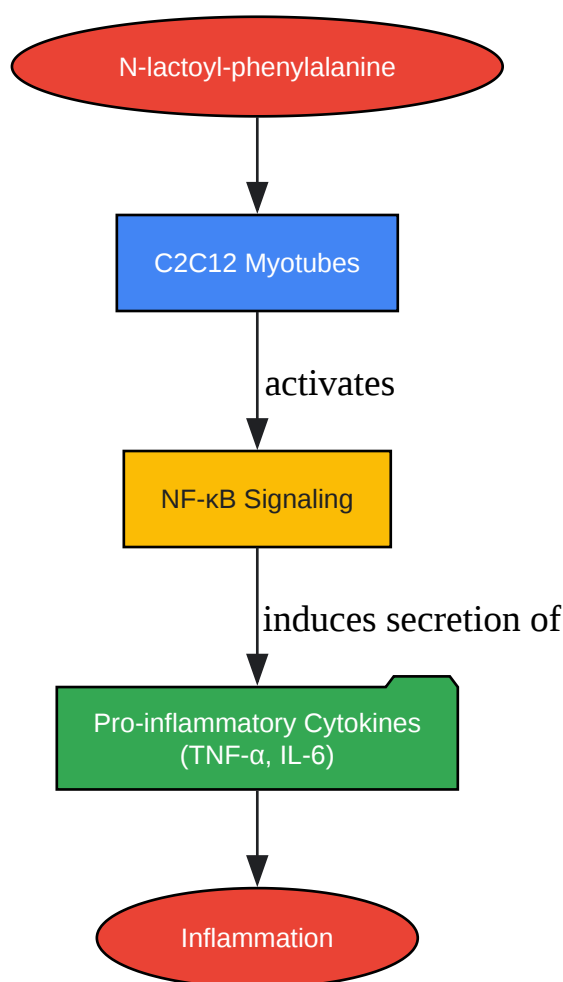 N-lactoyl-phenylalanine
C2C12 Myotubes
activates
NF-κB Signaling
induces secretion of
Pro-inflammatory Cytokines
(TNF-α, IL-6)
Inflammation